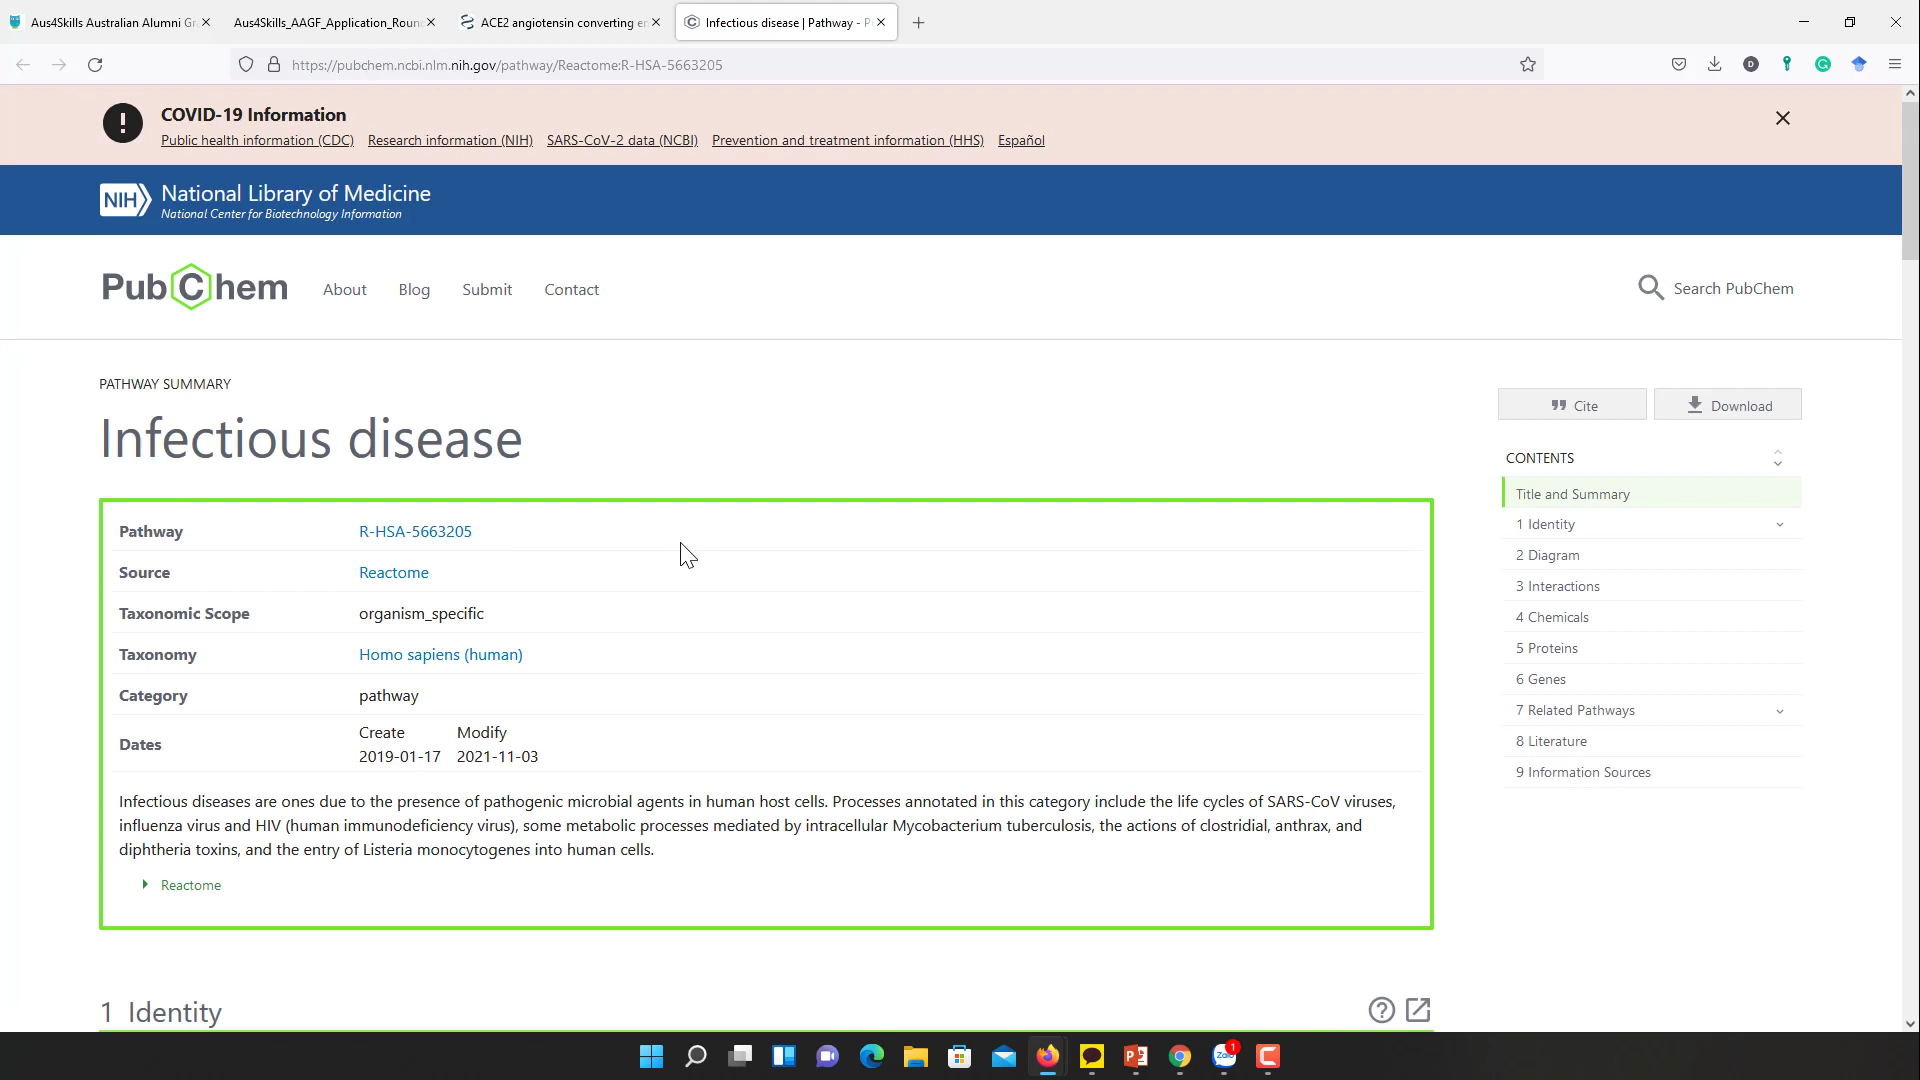 Aus4Skills Australian Alumni Gr
Aus4Skills_AAGF_Application_Roun
ACE2 angiotensin converting e
Infectious disease | Pathway - P
https://pubchem.ncbi.nlm.nih.gov/pathway/Reactome:R-HSA-5663205
D
COVID-19 Information
Public health information (CDC) Research information (NIH) SARS-CoV-2 data (NCBI) Prevention and treatment information (HHS) Español
NIH National Library of Medicine
National Center for Biotechnology Information
PubChem About Blog Submit Contact Search PubChem
PATHWAY SUMMARY
Infectious disease
Cite Download
CONTENTS
Title and Summary
1 Identity
2 Diagram
3 Interactions
4 Chemicals
5 Proteins
6 Genes
7 Related Pathways
8 Literature
9 Information Sources
Pathway R-HSA-5663205
Source Reactome
Taxonomic Scope organism_specific
Taxonomy Homo sapiens (human)
Category pathway
Dates
Create Modify
2019-01-17 2021-11-03
Infectious diseases are ones due to the presence of pathogenic microbial agents in human host cells. Processes annotated in this category include the life cycles of SARS-CoV viruses,
influenza virus and HIV (human immunodeficiency virus), some metabolic processes mediated by intracellular Mycobacterium tuberculosis, the actions of clostridial, anthrax, and
diphtheria toxins, and the entry of Listeria monocytogenes into human cells.
Reactome
1 Identity
Zalo 1